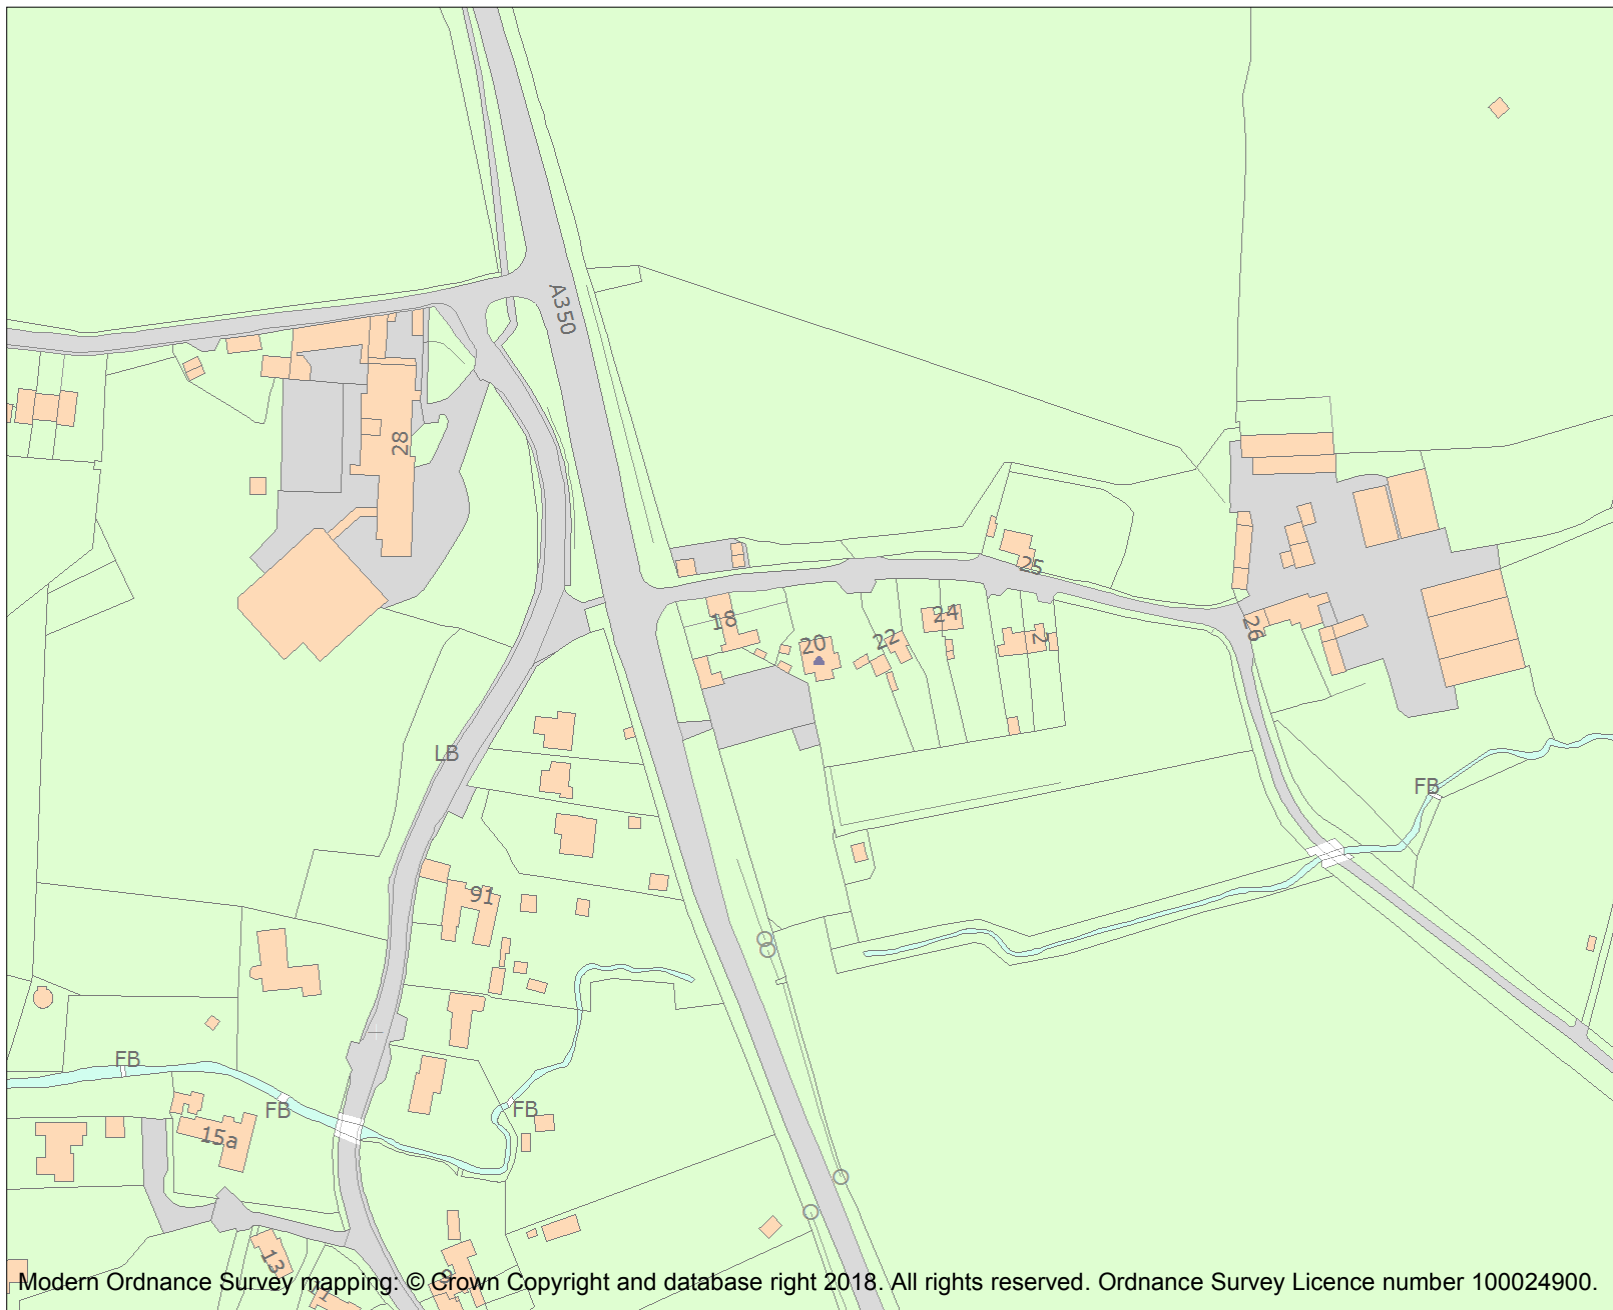 A350
28
25
18
24
26
20
22
2
LB
FB
91
FB
FB
FB
15a
13
Modern Ordnance Survey mapping: © Crown Copyright and database right 2018. All rights reserved. Ordnance Survey Licence number 100024900.